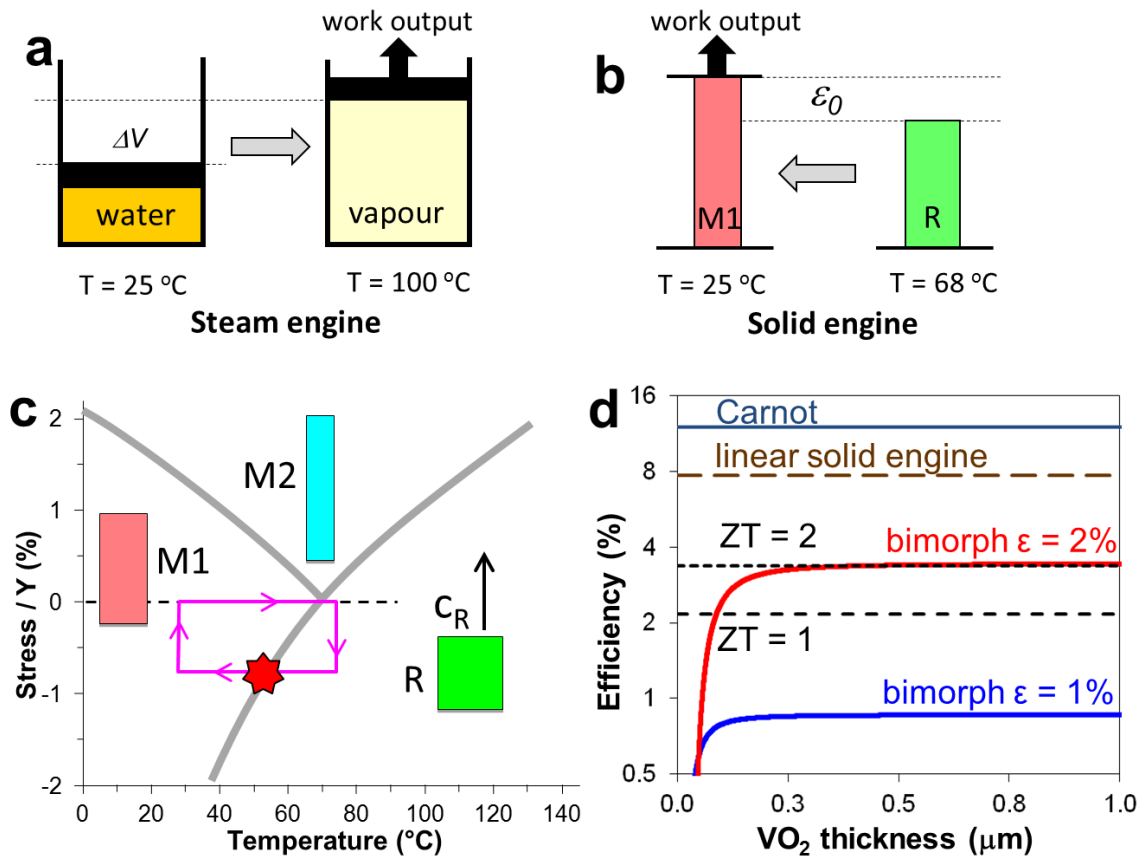 a
work output
ΔV
water
vapour
T = 25 °C
T = 100 °C
Steam engine
b
work output
ε0
M1
R
T = 25 °C
T = 68 °C
Solid engine
c
2
1
0
-1
-2
Stress / Y (%)
M1
M2
cR
R
0
20
40
60
80
100
120
140
Temperature (°C)
d
16
8
4
2
1
0.5
Efficiency (%)
Carnot
linear solid engine
ZT = 2
bimorph ε = 2%
ZT = 1
bimorph ε = 1%
0.0
0.3
0.5
0.8
1.0
VO2 thickness (μm)